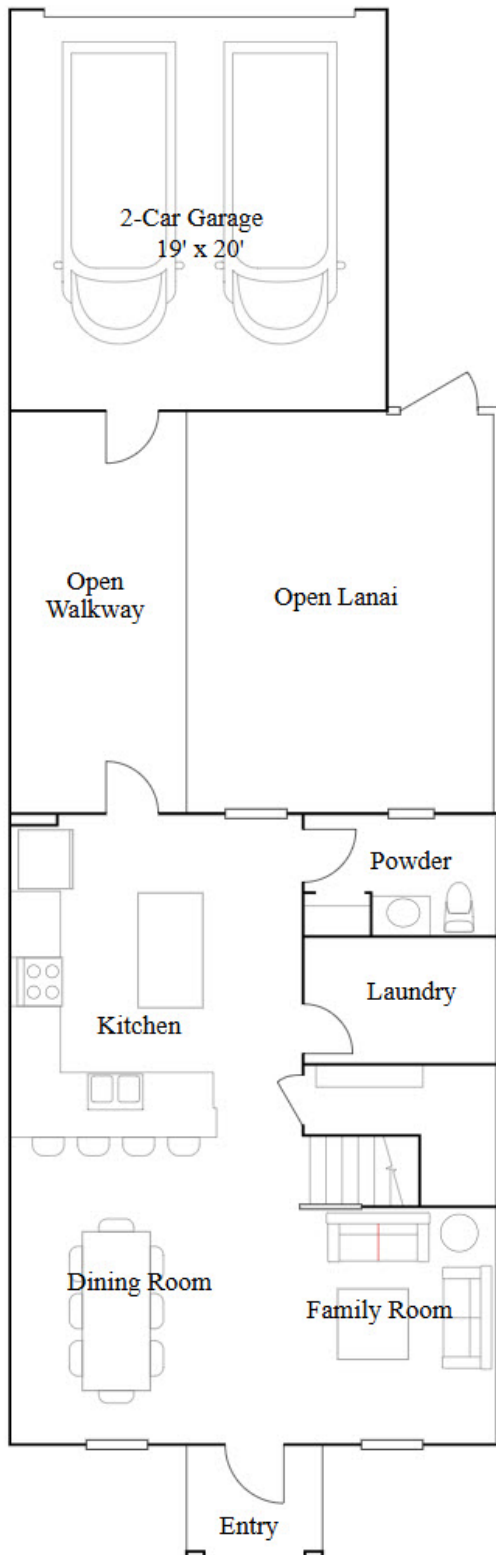 2-Car Garage
19' x 20'
Open
Walkway
Open Lanai
Powder
Laundry
Kitchen
Dining Room
Family Room
Entry